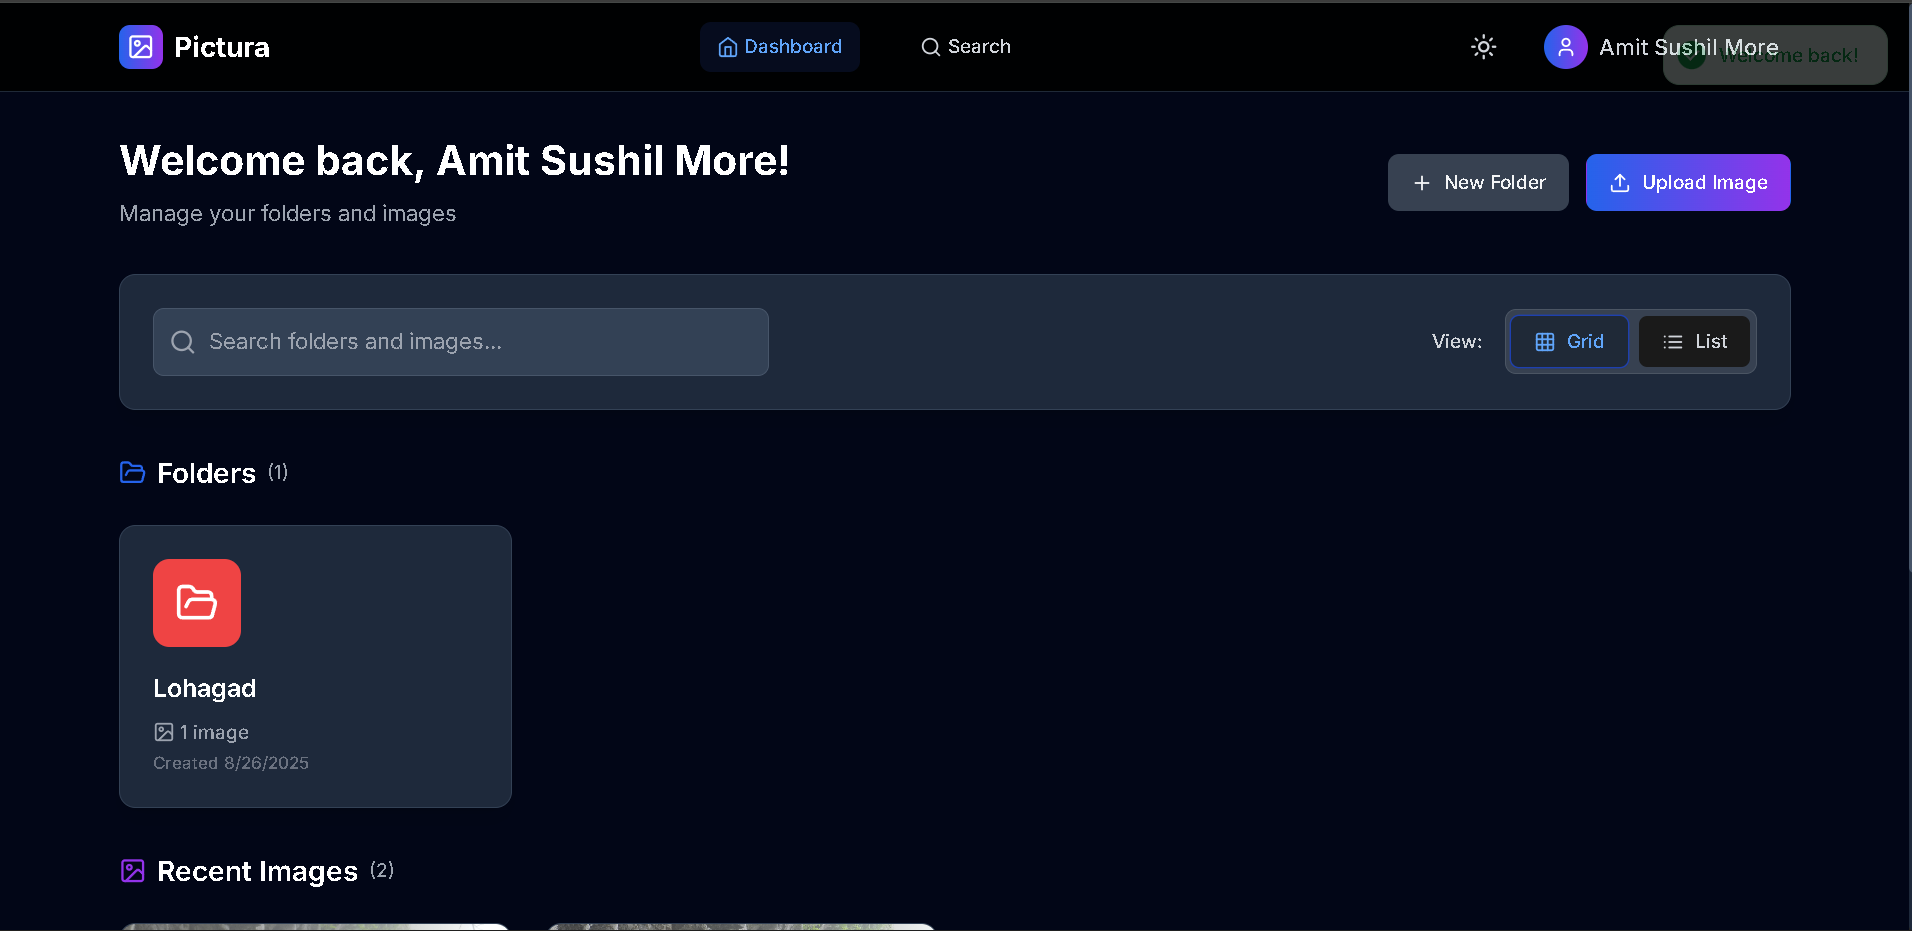 Pictura
Dashboard
Search
Amit Sushil More
Welcome back!
Welcome back, Amit Sushil More!
Manage your folders and images
New Folder
Upload Image
Search folders and images...
View:
Grid
List
Folders (1)
Lohagad
1 image
Created 8/26/2025
Recent Images (2)